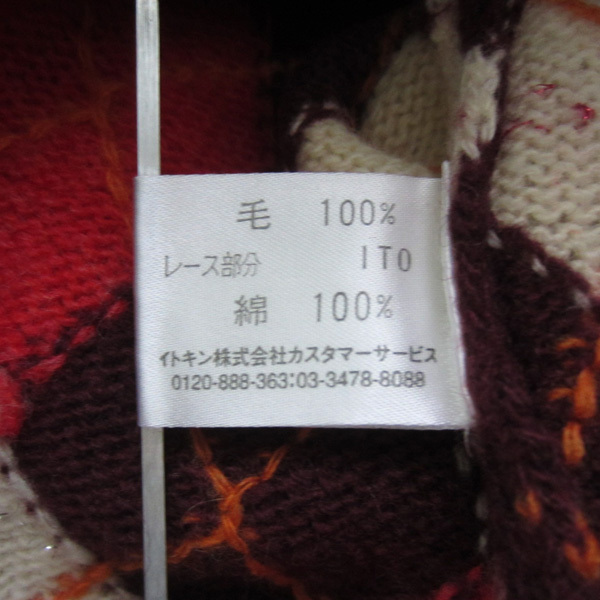 毛 100%
レース部分 ITO
綿 100%
イトキン株式会社カスタマーサービス
0120-888-363:03-3478-8088